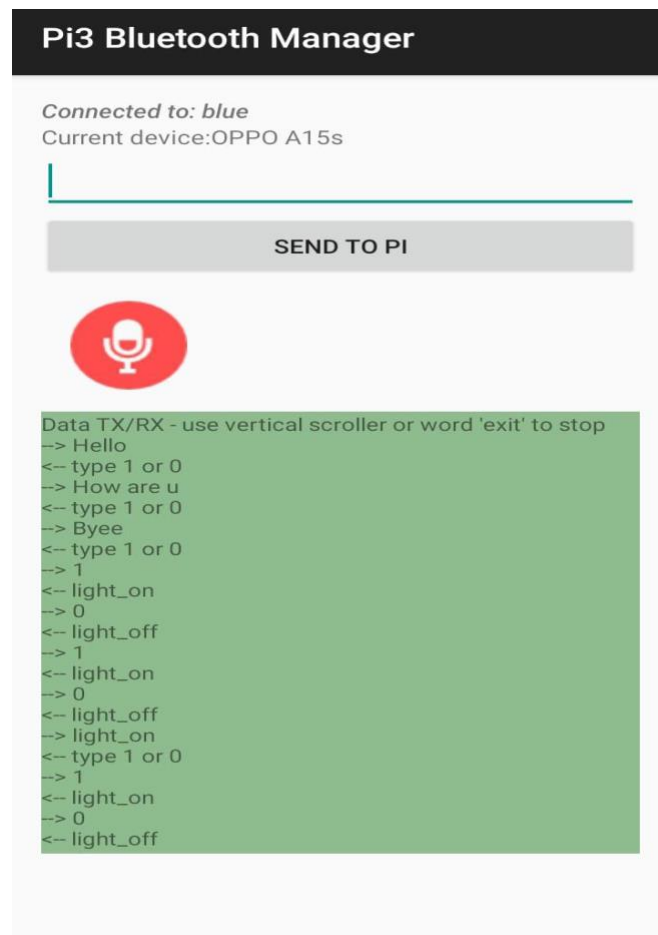 Pi3 Bluetooth Manager
Connected to: blue
Current device:OPPO A15s
SEND TO PI
Data TX/RX - use vertical scroller or word 'exit' to stop
--> Hello
<-- type 1 or 0
--> How are u
<-- type 1 or 0
--> Byee
<-- type 1 or 0
--> 1
<-- light_on
--> 0
<-- light_off
--> 1
<-- light_on
--> 0
<-- light_off
--> light_on
<-- type 1 or 0
--> 1
<-- light_on
--> 0
<-- light_off